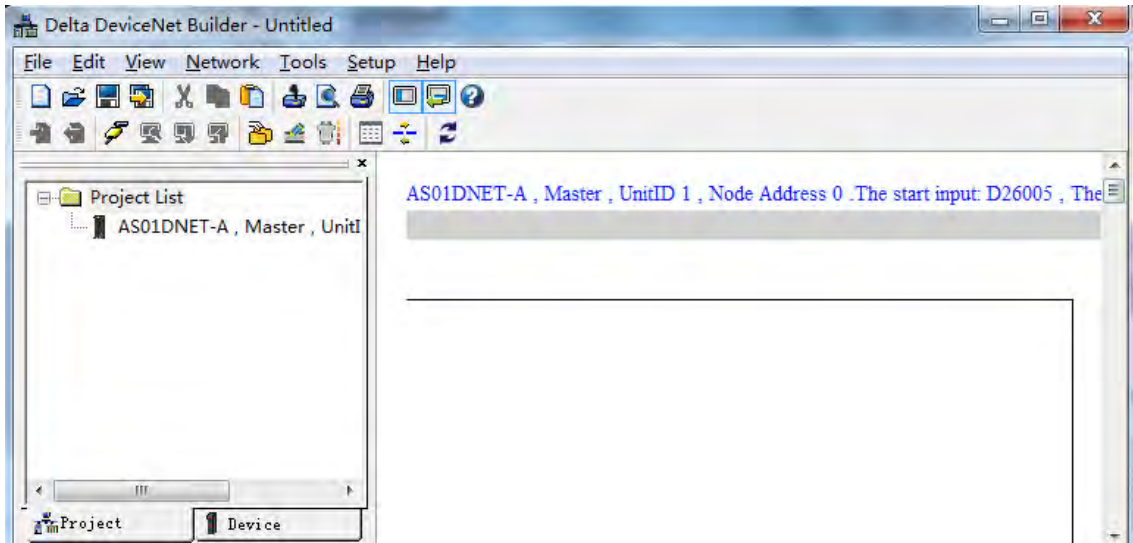 Delta DeviceNet Builder - Untitled
File Edit View Network Tools Setup Help
Project List
AS01DNET-A , Master , UnitI
AS01DNET-A , Master , UnitID 1 , Node Address 0 .The start input: D26005 , The
Project
Device